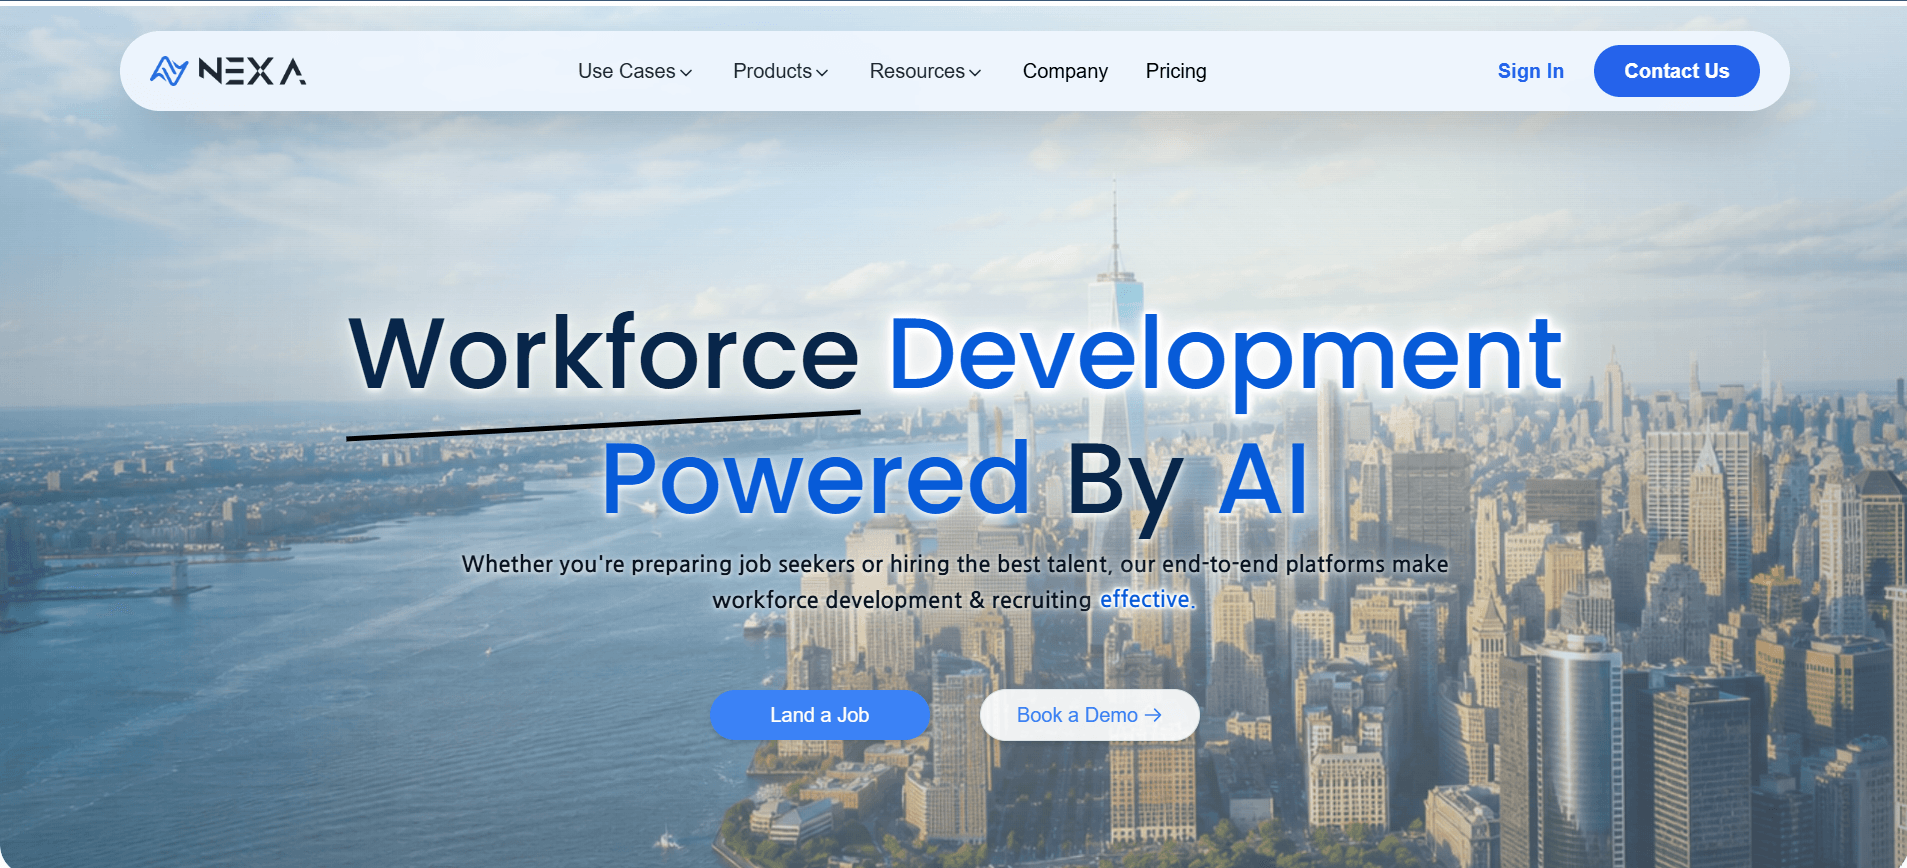 NEXA
Use Cases
Products
Resources
Company
Pricing
Sign In
Contact Us
Workforce Development
Powered By AI
Whether you're preparing job seekers or hiring the best talent, our end-to-end platforms make
workforce development & recruiting effective.
Land a Job
Book a Demo →